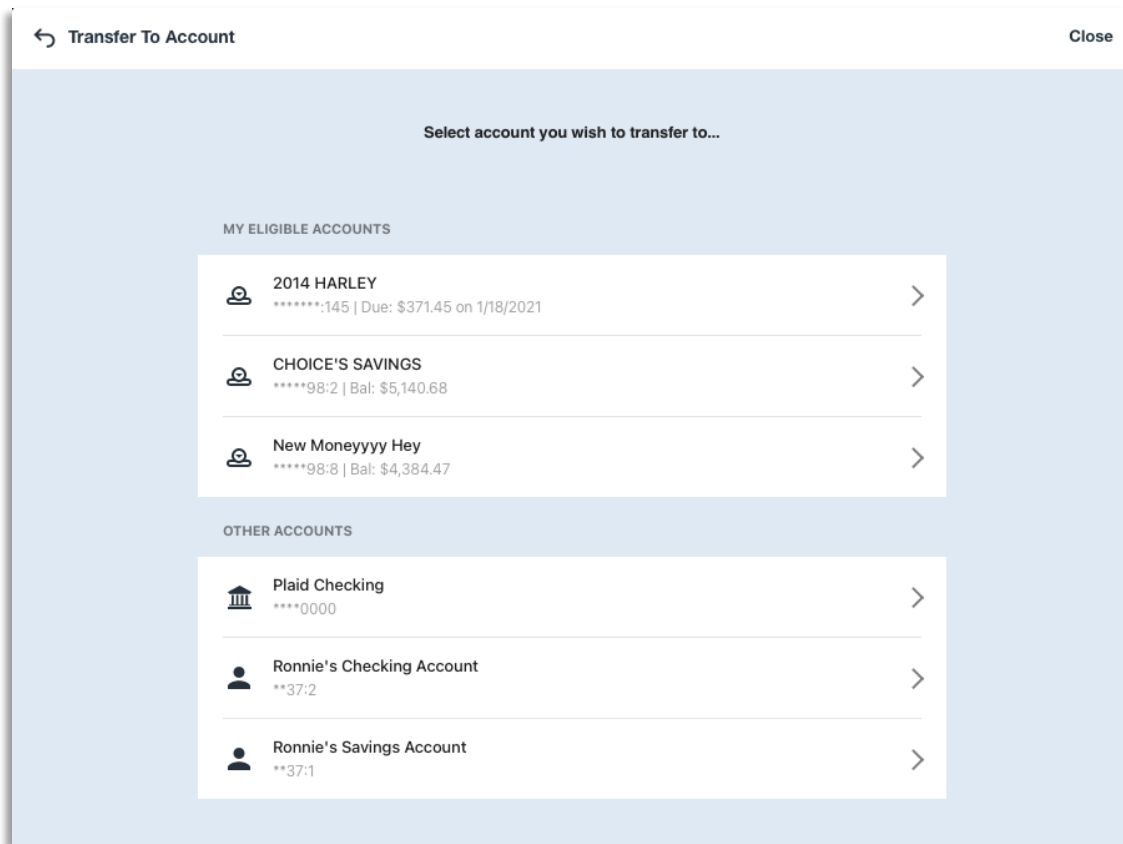 Transfer To Account
Close
Select account you wish to transfer to...
MY ELIGIBLE ACCOUNTS
2014 HARLEY
*******:145 | Due: $371.45 on 1/18/2021
CHOICE'S SAVINGS
*****98:2 | Bal: $5,140.68
New Moneyyyy Hey
*****98:8 | Bal: $4,384.47
OTHER ACCOUNTS
Plaid Checking
****0000
Ronnie's Checking Account
**37:2
Ronnie's Savings Account
**37:1